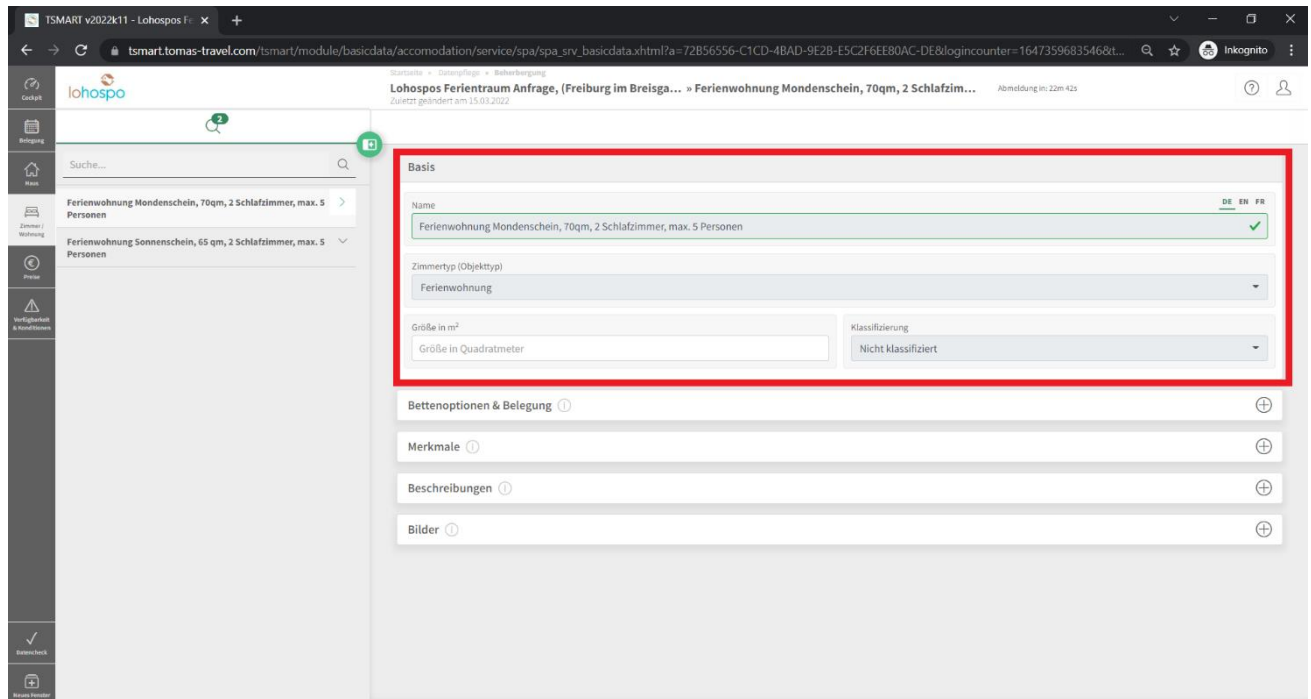 TSMART v2022k11 - Lohospos Fe
tsmart.tomas-travel.com/tsmart/module/basicdata/accomodation/service/spa/spa_srv_basicdata.xhtml?a=72B56556-C1CD-4BAD-9E2B-E5C2F6EE80AC-DE&logincounter=1647359683546&t...
Inkognito
Cockpit
lohospo
Startseite » Datenpflege » Beherbergung
Lohospos Ferientraum Anfrage, (Freiburg im Breisga... » Ferienwohnung Mondenschein, 70qm, 2 Schlafzim...
Abmeldung in: 22m 42s
Zuletzt geändert am 15.03.2022
2
Belegung
Suche...
Haus
Ferienwohnung Mondenschein, 70qm, 2 Schlafzimmer, max. 5
Personen
Zimmer /
Wohnung
Ferienwohnung Sonnenschein, 65 qm, 2 Schlafzimmer, max. 5
Personen
Preise
Verfügbarkeit
& Konditionen
Datencheck
Neues Fenster
Basis
Name
DE EN FR
Ferienwohnung Mondenschein, 70qm, 2 Schlafzimmer, max. 5 Personen
Zimmertyp (Objekttyp)
Ferienwohnung
Größe in m²
Klassifizierung
Größe in Quadratmeter
Nicht klassifiziert
Bettenoptionen & Belegung
Merkmale
Beschreibungen
Bilder